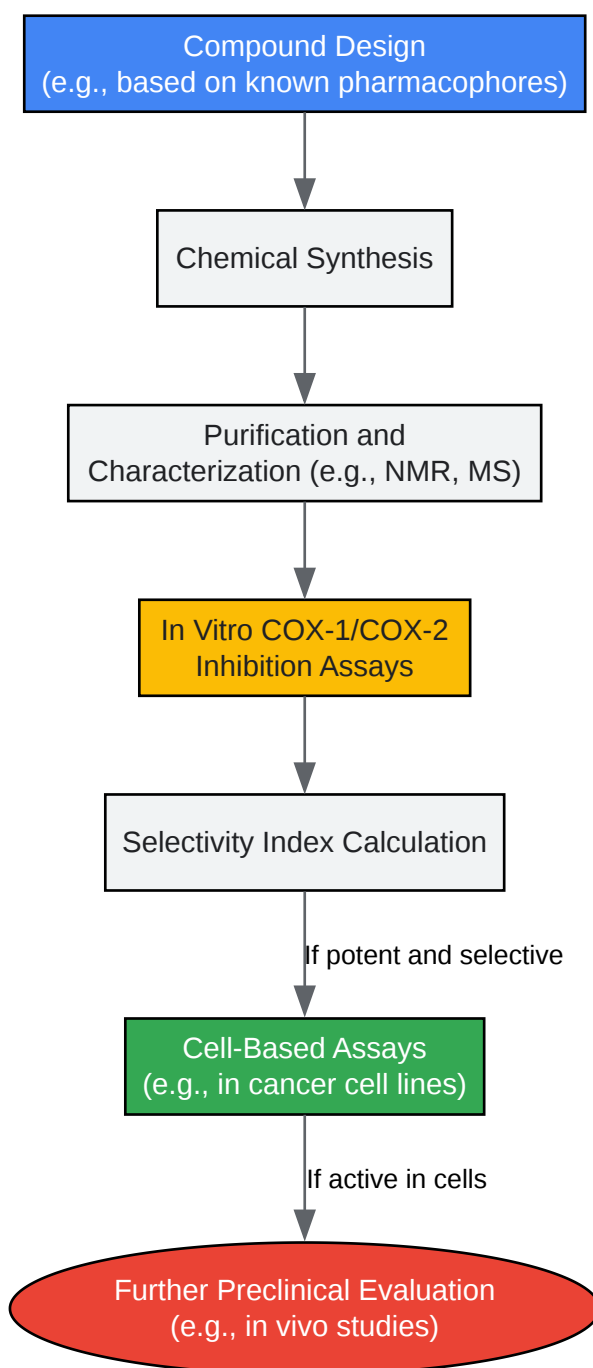 Compound Design
(e.g., based on known pharmacophores)
Chemical Synthesis
Purification and
Characterization (e.g., NMR, MS)
In Vitro COX-1/COX-2
Inhibition Assays
Selectivity Index Calculation
If potent and selective
Cell-Based Assays
(e.g., in cancer cell lines)
If active in cells
Further Preclinical Evaluation
(e.g., in vivo studies)